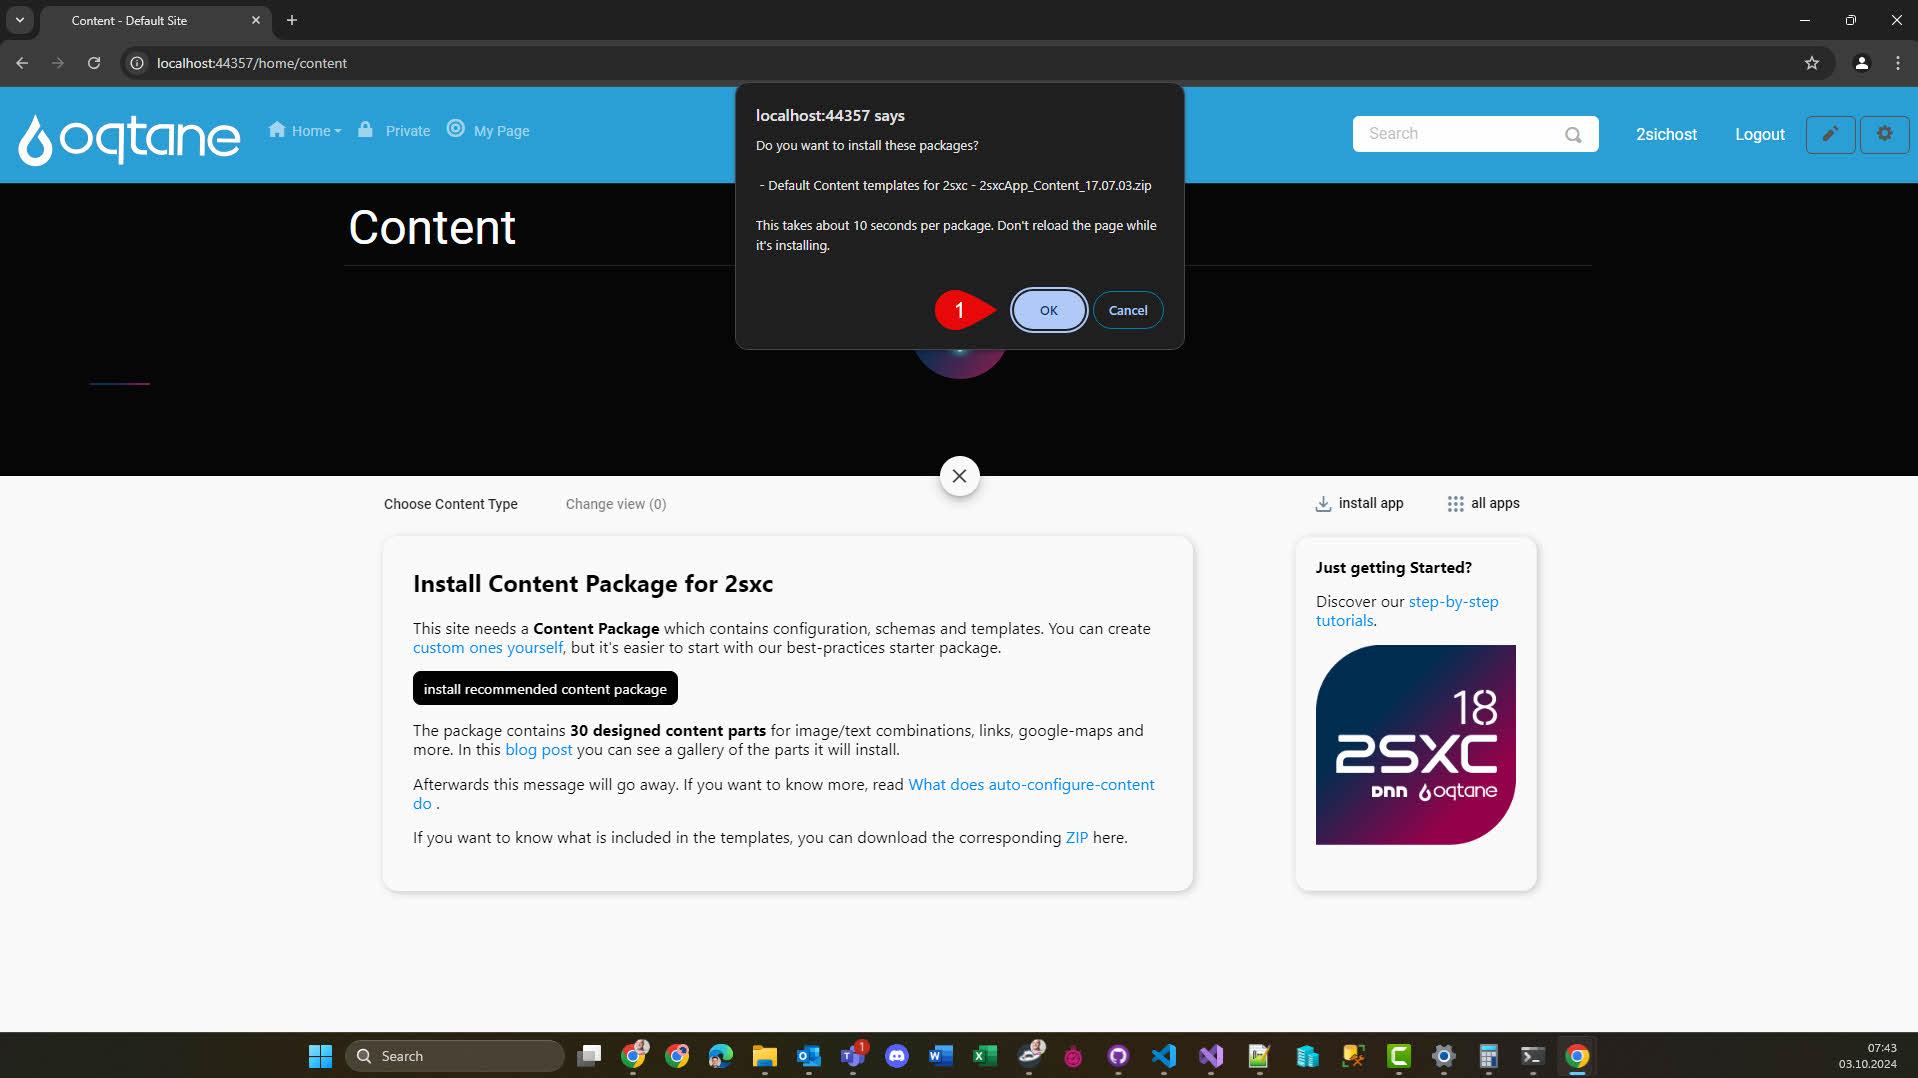 Content - Default Site
localhost:44357/home/content
oqtane
Home
Private
My Page
Search
2sichost
Logout
Content
localhost:44357 says
Do you want to install these packages?
- Default Content templates for 2sxc - 2sxcApp_Content_17.07.03.zip
This takes about 10 seconds per package. Don't reload the page while
it's installing.
1
OK
Cancel
Choose Content Type
Change view (0)
install app
all apps
Install Content Package for 2sxc
This site needs a Content Package which contains configuration, schemas and templates. You can create
custom ones yourself, but it's easier to start with our best-practices starter package.
install recommended content package
The package contains 30 designed content parts for image/text combinations, links, google-maps and
more. In this blog post you can see a gallery of the parts it will install.
Afterwards this message will go away. If you want to know more, read What does auto-configure-content
do .
If you want to know what is included in the templates, you can download the corresponding ZIP here.
Just getting Started?
Discover our step-by-step
tutorials.
18
2SXC
DNN oqtane
Search
1
07:43
03.10.2024